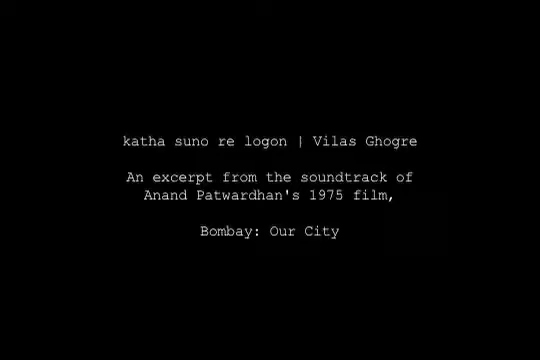 katha suno re logon | Vilas Ghogre
An excerpt from the soundtrack of
Anand Patwardhan's 1975 film,
Bombay: Our City